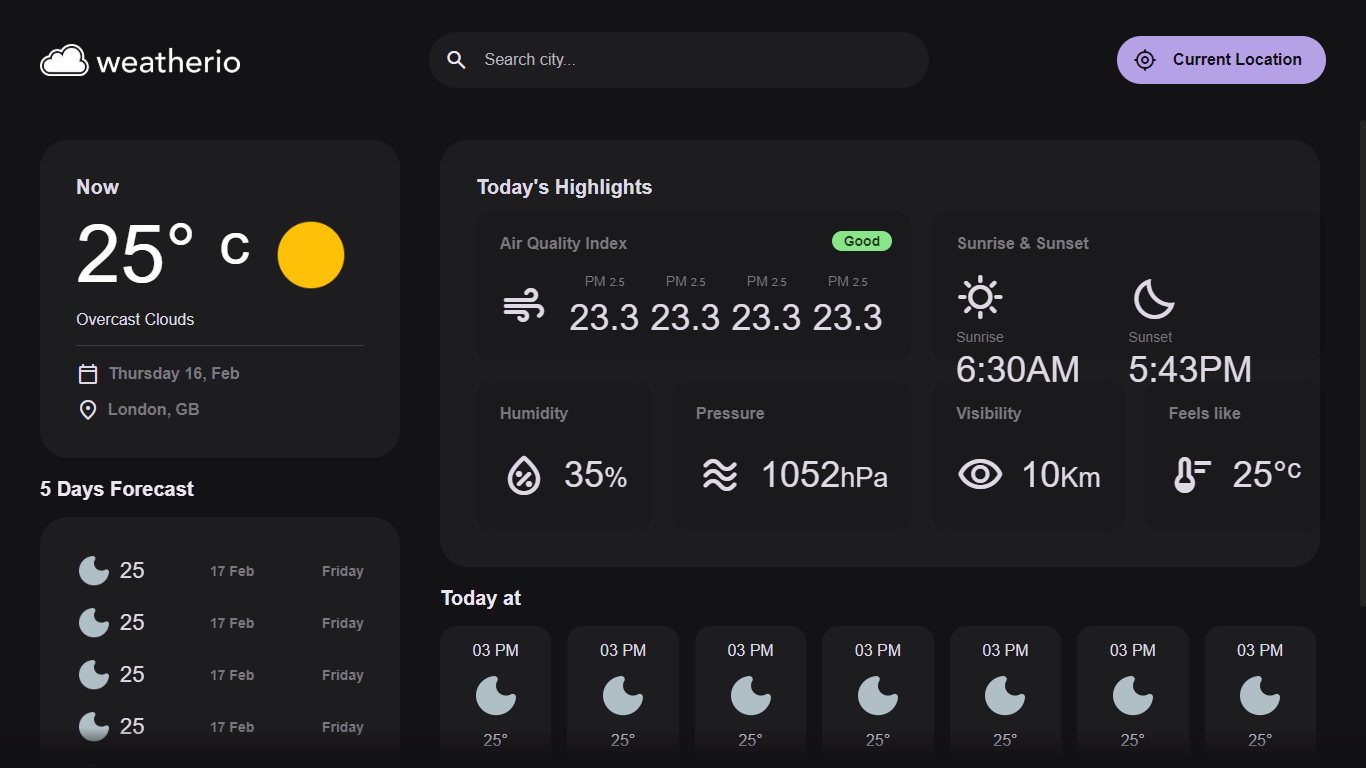 weatherio
Search city...
Current Location
Now
25° c
Overcast Clouds
Thursday 16, Feb
London, GB
5 Days Forecast
25 17 Feb Friday
25 17 Feb Friday
25 17 Feb Friday
25 17 Feb Friday
Today's Highlights
Air Quality Index Good
PM 2.5 PM 2.5 PM 2.5 PM 2.5
23.3 23.3 23.3 23.3
Sunrise & Sunset
Sunrise Sunset
6:30AM 5:43PM
Humidity
35%
Pressure
1052hPa
Visibility
10Km
Feels like
25°c
Today at
03 PM 03 PM 03 PM 03 PM 03 PM 03 PM 03 PM
25° 25° 25° 25° 25° 25° 25°